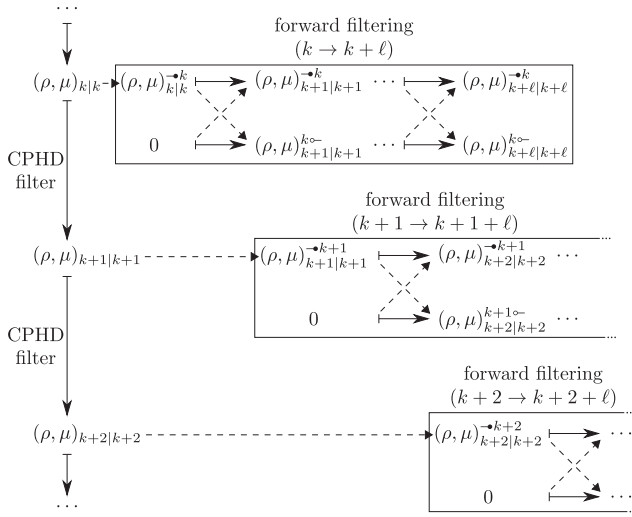 ⋯
forward filtering
(k → k + ℓ)
(ρ, μ)_{k|k} (ρ, μ)^{⊸•k}_{k|k} (ρ, μ)^{⊸•k}_{k+1|k+1} ⋯ (ρ, μ)^{⊸•k}_{k+ℓ|k+ℓ}
0 (ρ, μ)^{k∘–}_{k+1|k+1} ⋯ (ρ, μ)^{k∘–}_{k+ℓ|k+ℓ}
CPHD
filter
forward filtering
(k + 1 → k + 1 + ℓ)
(ρ, μ)_{k+1|k+1} (ρ, μ)^{–•k+1}_{k+1|k+1} (ρ, μ)^{–•k+1}_{k+2|k+2} ⋯
0 (ρ, μ)^{k+1∘–}_{k+2|k+2} ⋯
CPHD
filter
forward filtering
(k + 2 → k + 2 + ℓ)
(ρ, μ)_{k+2|k+2} (ρ, μ)^{–•k+2}_{k+2|k+2} ⋯
0 ⋯
⋯